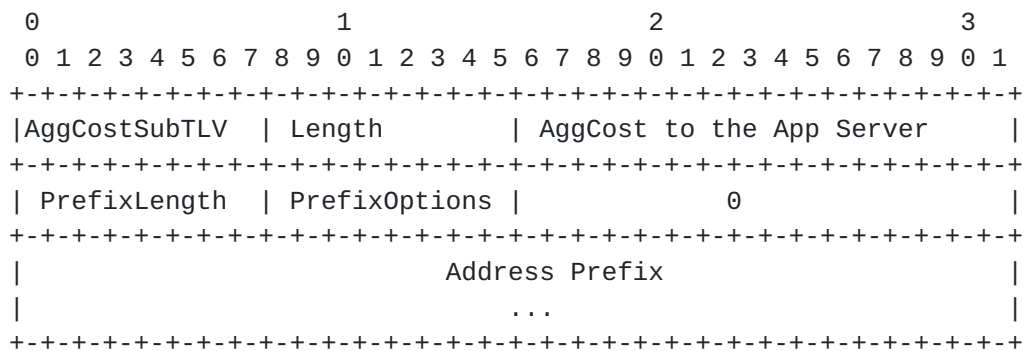 0                   1                   2                   3
 0 1 2 3 4 5 6 7 8 9 0 1 2 3 4 5 6 7 8 9 0 1 2 3 4 5 6 7 8 9 0 1
+-+-+-+-+-+-+-+-+-+-+-+-+-+-+-+-+-+-+-+-+-+-+-+-+-+-+-+-+-+-+-+-+
|AggCostSubTLV  | Length        | AggCost to the App Server     |
+-+-+-+-+-+-+-+-+-+-+-+-+-+-+-+-+-+-+-+-+-+-+-+-+-+-+-+-+-+-+-+-+
| PrefixLength  | PrefixOptions |             0                 |
+-+-+-+-+-+-+-+-+-+-+-+-+-+-+-+-+-+-+-+-+-+-+-+-+-+-+-+-+-+-+-+-+
|                           Address Prefix                      |
|                               ...                             |
+-+-+-+-+-+-+-+-+-+-+-+-+-+-+-+-+-+-+-+-+-+-+-+-+-+-+-+-+-+-+-+-+